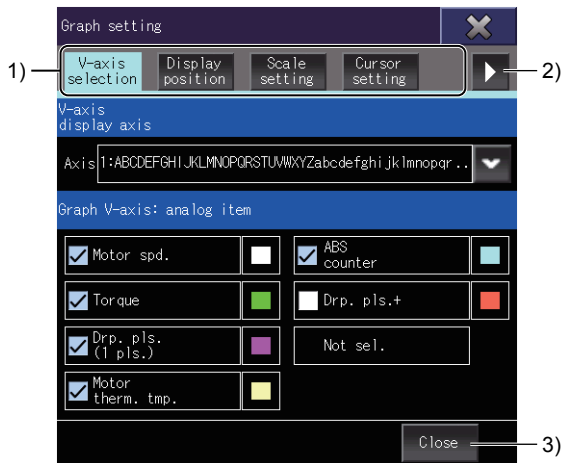 Graph setting
1)
V-axis
selection
Display
position
Scale
setting
Cursor
setting
2)
V-axis
display axis
Axis 1:ABCDEFGHIJKLMNOPQRSTUVWXYZabcdefghijklmnopqr..
Graph V-axis: analog item
Motor spd.
ABS
counter
Torque
Drp. pls.+
Drp. pls.
(1 pls.)
Not sel.
Motor
therm. tmp.
Close
3)